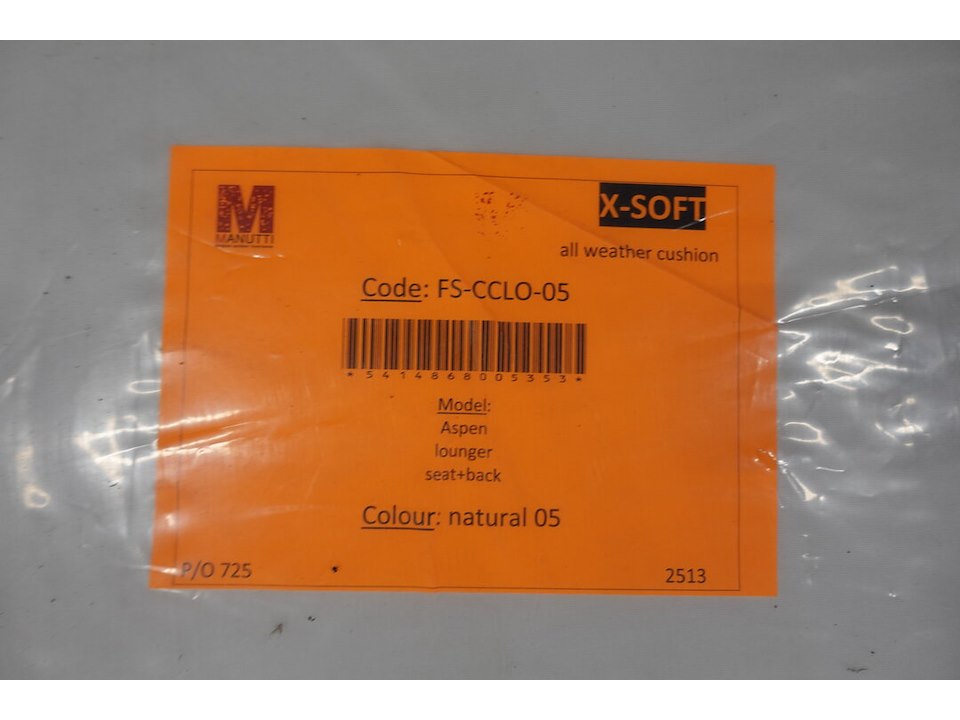 M
MANUTTI
X-SOFT
all weather cushion
Code: FS-CCLO-05
*5414868005353*
Model:
Aspen
lounger
seat+back
Colour: natural 05
P/O 725
2513